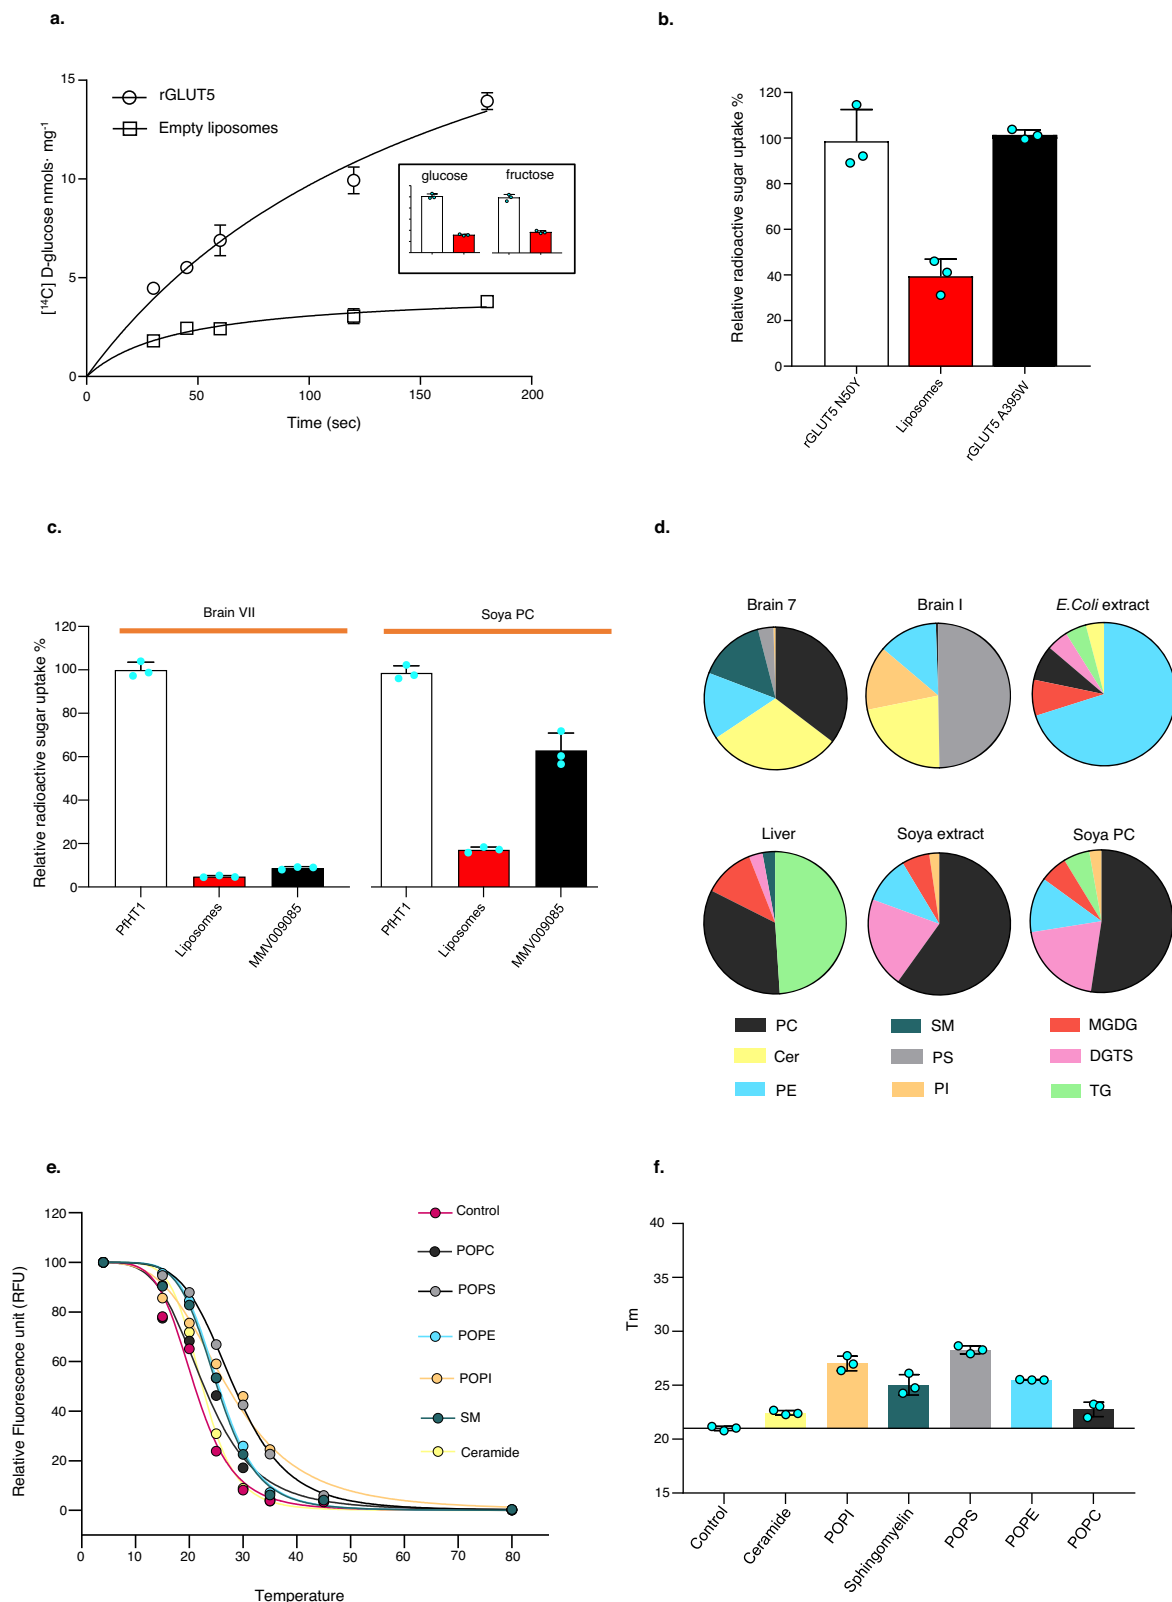 a.
b.
15
10
5
0
0
50
100
150
200
[¹⁴C] D-glucose nmols· mg⁻¹
Time (sec)
rGLUT5
Empty liposomes
glucose
fructose
120
100
80
60
40
20
0
Relative radioactive sugar uptake %
rGLUT5 N50Y
Liposomes
rGLUT5 A395W
c.
d.
Brain VII
Soya PC
120
100
80
60
40
20
0
Relative radioactive sugar uptake %
PfHT1
Liposomes
MMV009085
PfHT1
Liposomes
MMV009085
Brain 7
Brain I
E.Coli extract
Liver
Soya extract
Soya PC
PC
SM
MGDG
Cer
PS
DGTS
PE
PI
TG
e.
f.
120
100
80
60
40
20
0
0
10
20
30
40
50
60
70
80
Relative Fluorescence unit (RFU)
Temperature
Control
POPC
POPS
POPE
POPI
SM
Ceramide
40
35
30
25
20
15
Tm
Control
Ceramide
POPI
Sphingomyelin
POPS
POPE
POPC